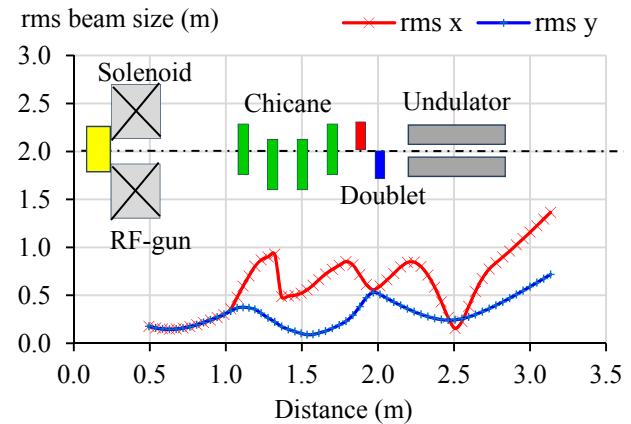 rms beam size (m)
rms x
rms y
3.0
2.5
2.0
1.5
1.0
0.5
0.0
Solenoid
Chicane
Undulator
Doublet
RF-gun
0.0 0.5 1.0 1.5 2.0 2.5 3.0 3.5
Distance (m)